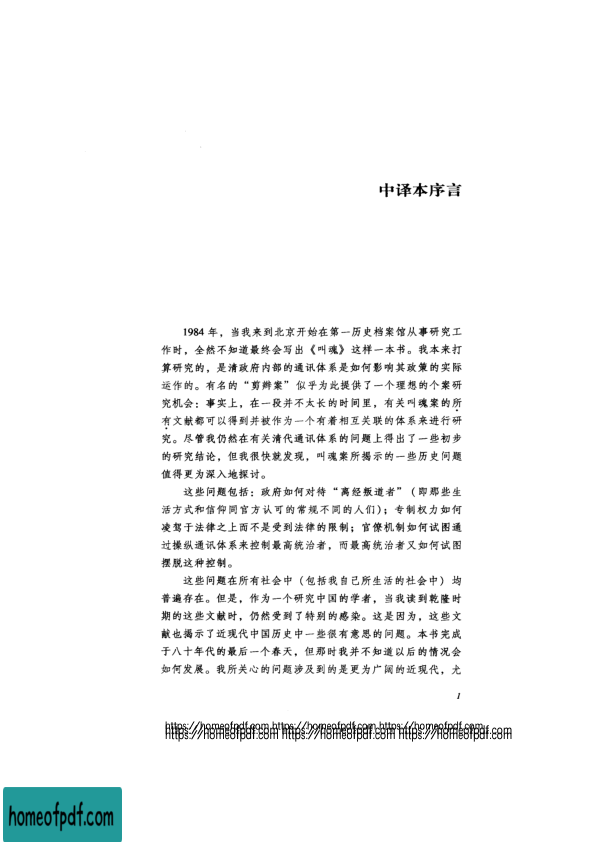 中译本序言
1984 年，当我来到北京开始在第一历史档案馆从事研究工
作时，全然不知道最终会写出《叫魂》这样一本书。我本来打
算研究的，是清政府内部的通讯体系是如何影响其政策的实际
运作的。有名的“剪辫案”似乎为此提供了一个理想的个案研
究机会：事实上，在一段并不太长的时间里，有关叫魂案的所
有文献都可以得到并被作为一个有着相互关联的体系来进行研
究。尽管我仍然在有关清代通讯体系的问题上得出了一些初步
的研究结论，但我很快就发现，叫魂案所揭示的一些历史问题
值得更为深入地探讨。
这些问题包括：政府如何对待“离经叛道者”（即那些生
活方式和信仰同官方认可的常规不同的人们）；专制权力如何
凌驾于法律之上而不是受到法律的限制；官僚机制如何试图通
过操纵通讯体系来控制最高统治者，而最高统治者又如何试图
摆脱这种控制。
这些问题在所有社会中（包括我自己所生活的社会中）均
普遍存在。但是，作为一个研究中国的学者，当我读到乾隆时
期的这些文献时，仍然受到了特别的感染。这是因为，这些文
献也揭示了近现代中国历史中一些很有意思的问题。本书完成
于八十年代的最后一个春天，但那时我并不知道以后的情况会
如何发展。我所关心的问题涉及到的是更为广阔的近现代，尤
1
https://homeofpdf.com https://homeofpdf.com https://homeofpdf.com
https://homeofpdf.com https://homeofpdf.com https://homeofpdf.com
homeofpdf.com